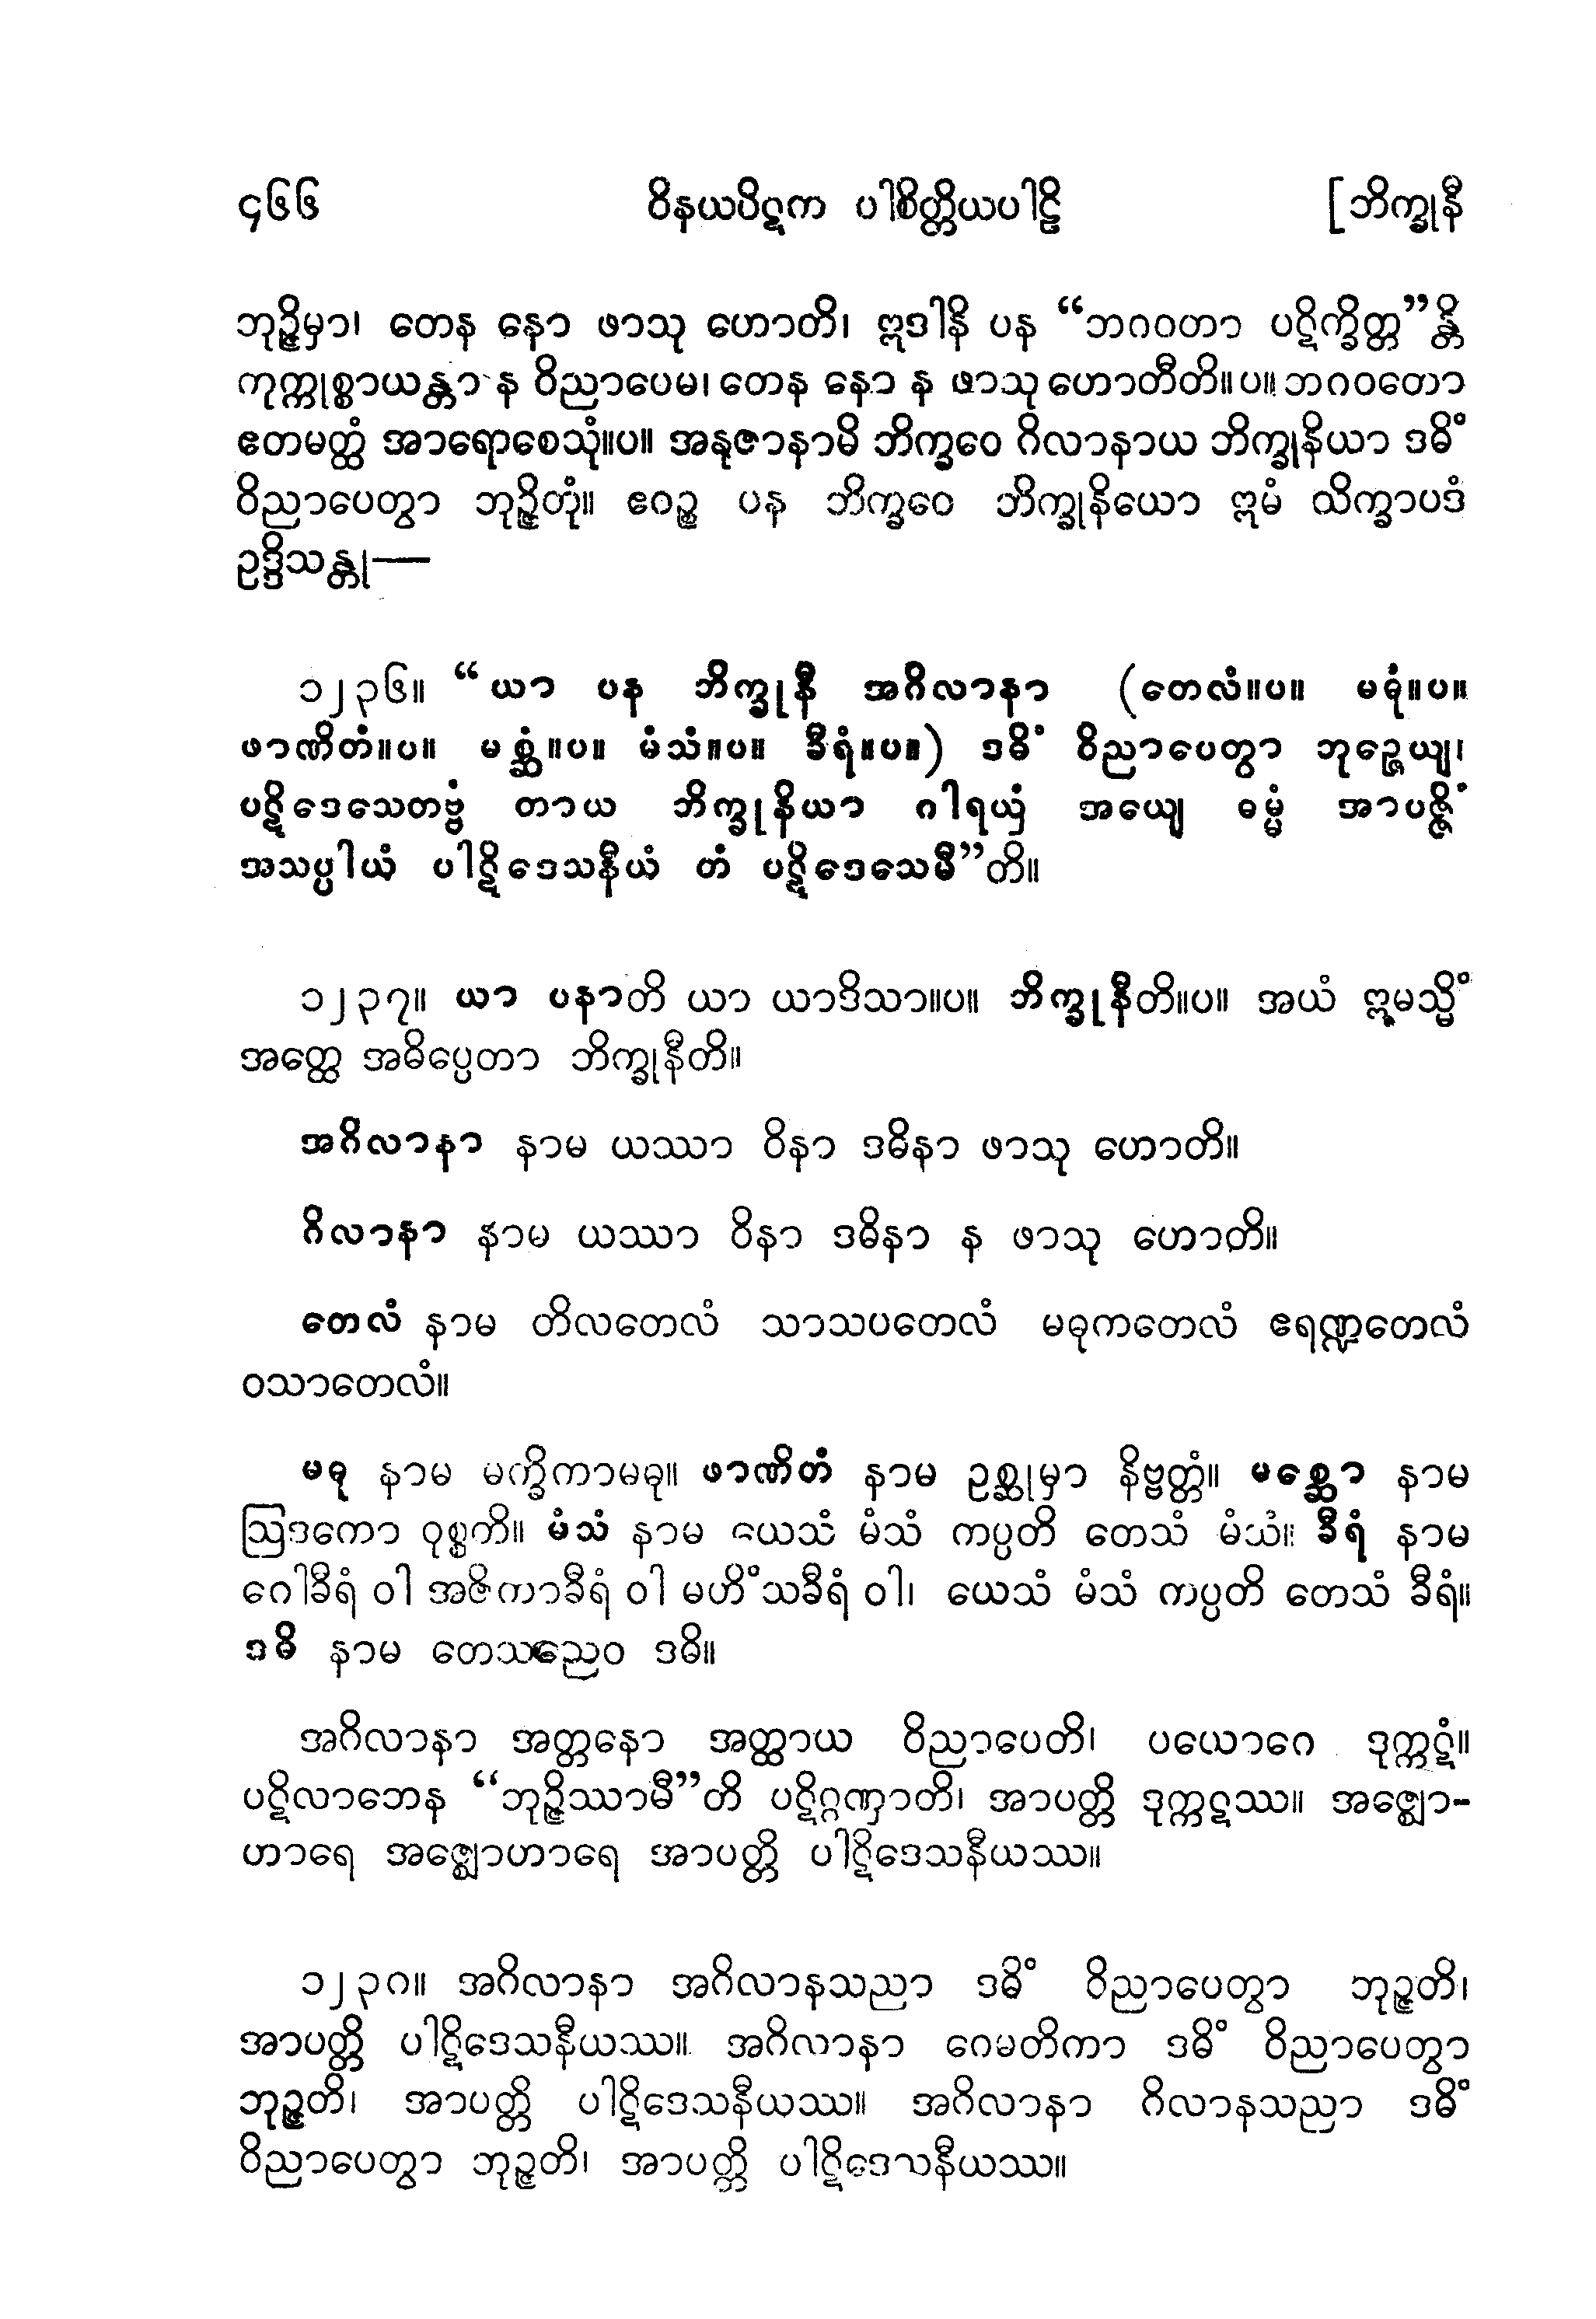 ၄၆၆ ဝိနယပိဋက ပါစိတ္တိယပါဠိ [ဘိက္ခုနီ
ဘုဉ္ဇိမှာ၊ တေန နော ဖာသု ဟောတိ၊ ဣဒါနိ ပန “ဘဂဝတာ ပဋိက္ခိတ္တ”န္တိ
ကုက္ကုစ္စာယန္တာ န ဝိညာပေမ၊ တေန နော န ဖာသု ဟောတီတိ။ပ။ ဘဂဝတော
ဧတမတ္ထံ အာရောစေသုံ။ပ။ အနုဇာနာမိ ဘိက္ခဝေ ဂိလာနာယ ဘိက္ခုနိယာ ဒဓိံ
ဝိညာပေတွာ ဘုဉ္ဇိတုံ။ ဧဝဉ္စ ပန ဘိက္ခဝေ ဘိက္ခုနိယော ဣမံ သိက္ခာပဒံ
ဥဒ္ဒိသန္တု—
၁၂၃၆။ “ယာ ပန ဘိက္ခုနီ အဂိလာနာ (တေလံ။ပ။ မဓုံ။ပ။
ဖာဏိတံ။ပ။ မစ္ဆံ။ပ။ မံသံ။ပ။ ခီရံ။ပ။) ဒဓိံ ဝိညာပေတွာ ဘုဉ္ဇေယျ၊
ပဋိဒေသေတဗ္ဗံ တာယ ဘိက္ခုနိယာ ဂါရယှံ အယျေ ဓမ္မံ အာပဇ္ဇိံ
အသပ္ပါယံ ပါဋိဒေသနီယံ တံ ပဋိဒေသေမီ”တိ။
၁၂၃၇။ ယာ ပနာတိ ယာ ယာဒိသာ။ပ။ ဘိက္ခုနီတိ။ပ။ အယံ ဣမသ္မိံ
အတ္ထေ အဓိပ္ပေတာ ဘိက္ခုနီတိ။
အဂိလာနာ နာမ ယဿာ ဝိနာ ဒဓိနာ ဖာသု ဟောတိ။
ဂိလာနာ နာမ ယဿာ ဝိနာ ဒဓိနာ န ဖာသု ဟောတိ။
တေလံ နာမ တိလတေလံ သာသပတေလံ မဓုကတေလံ ဧရဏ္ဍတေလံ
ဝသာတေလံ။
မဓု နာမ မက္ခိကာမဓု။ ဖာဏိတံ နာမ ဥစ္ဆုမှာ နိဗ္ဗတ္တံ။ မစ္ဆော နာမ
ဩဒကော ဝုစ္စတိ။ မံသံ နာမ ယေသံ မံသံ ကပ္ပတိ တေသံ မံသံ။ ခီရံ နာမ
ဂေါခီရံ ဝါ အဇိကာခီရံ ဝါ မဟိံသခီရံ ဝါ၊ ယေသံ မံသံ ကပ္ပတိ တေသံ ခီရံ။
ဒဓိ နာမ တေသညေဝ ဒဓိ။
အဂိလာနာ အတ္တနော အတ္ထာယ ဝိညာပေတိ၊ ပယောဂေ ဒုက္ကဋံ။
ပဋိလာဘေန “ဘုဉ္ဇိဿာမီ”တိ ပဋိဂ္ဂဏှာတိ၊ အာပတ္တိ ဒုက္ကဋဿ။ အဇ္ဈော-
ဟာရေ အဇ္ဈောဟာရေ အာပတ္တိ ပါဋိဒေသနီယဿ။
၁၂၃၈။ အဂိလာနာ အဂိလာနသညာ ဒဓိံ ဝိညာပေတွာ ဘုဉ္ဇတိ၊
အာပတ္တိ ပါဋိဒေသနီယဿ။ အဂိလာနာ ဝေမတိကာ ဒဓိံ ဝိညာပေတွာ
ဘုဉ္ဇတိ၊ အာပတ္တိ ပါဋိဒေသနီယဿ။ အဂိလာနာ ဂိလာနသညာ ဒဓိံ
ဝိညာပေတွာ ဘုဉ္ဇတိ၊ အာပတ္တိ ပါဋိဒေသနီယဿ။